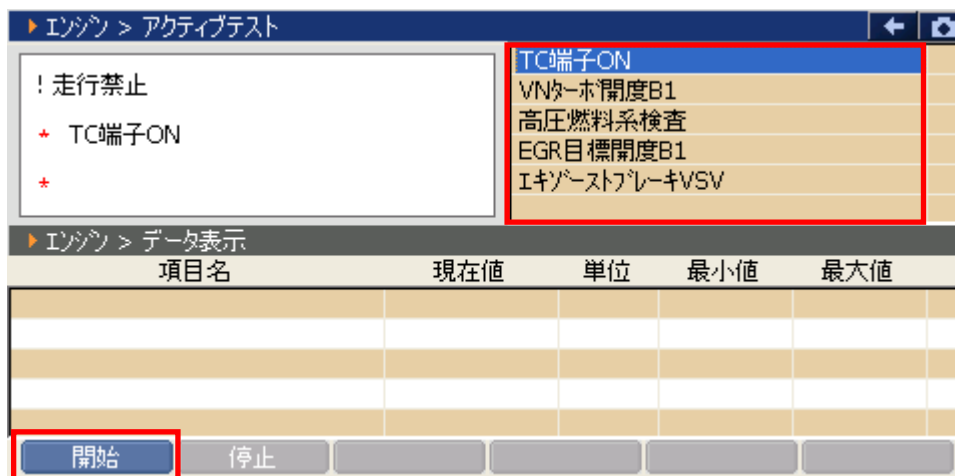 ｴﾝｼﾞﾝ > アクティブテスト
! 走行禁止
* TC端子ON
*
TC端子ON
VNﾀｰﾎﾞ開度B1
高圧燃料系検査
EGR目標開度B1
ｴｷｿﾞｰｽﾄﾌﾞﾚｰｷVSV
ｴﾝｼﾞﾝ > データ表示
項目名 現在値 単位 最小値 最大値
開始 停止